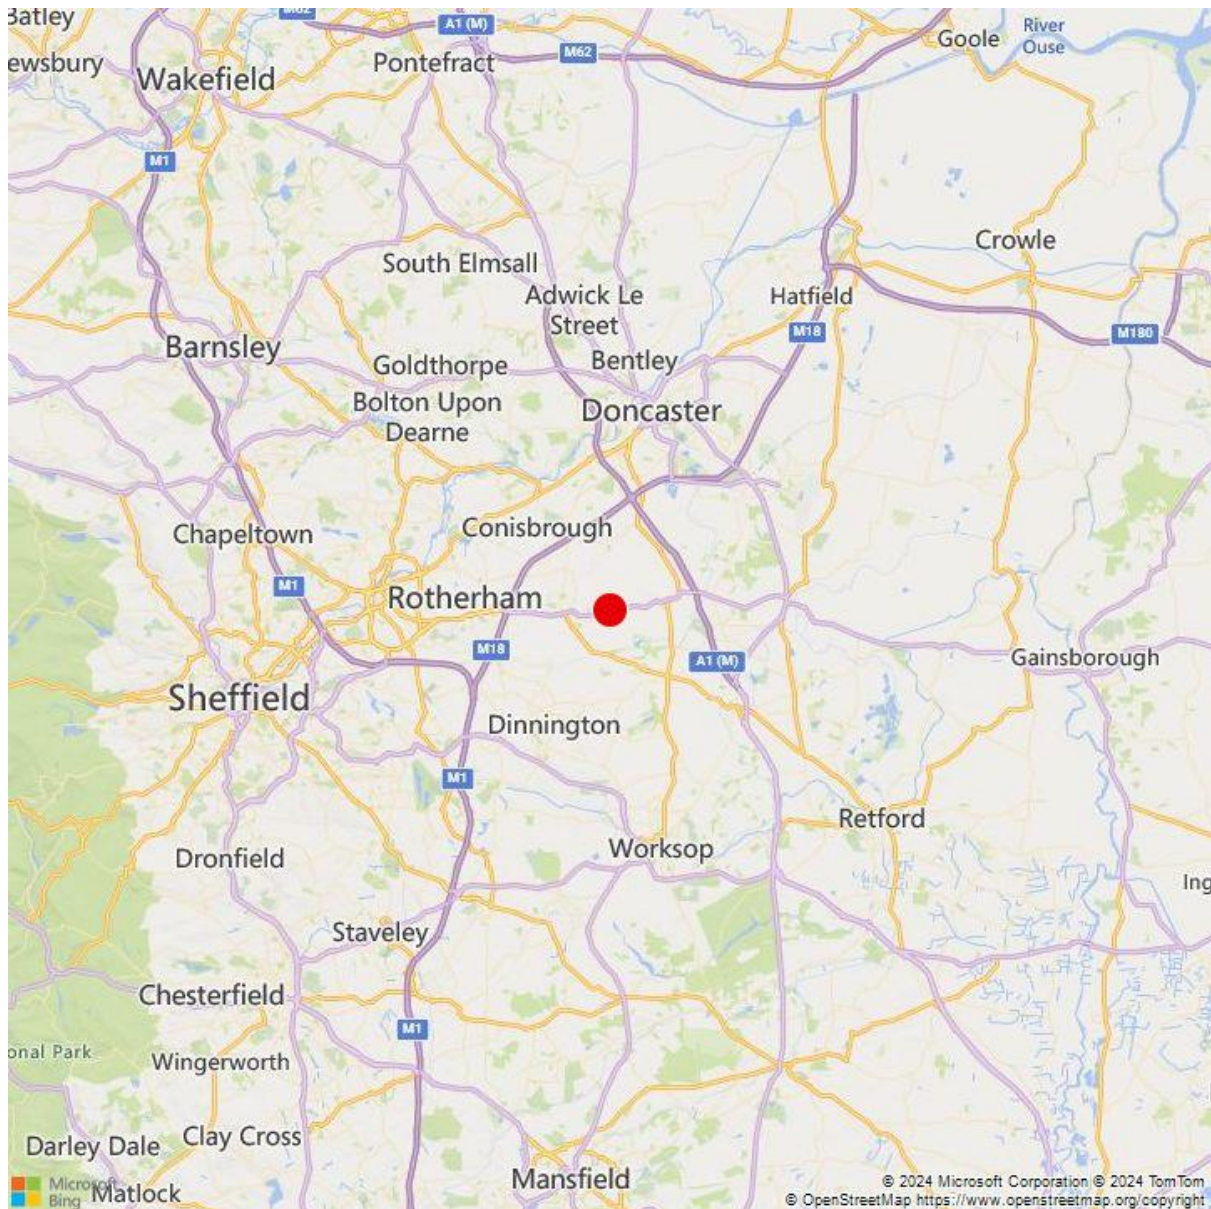 Batley
M62
A1 (M)
Goole
River
Ouse
ewsbury
Wakefield
Pontefract
M62
M1
Crowle
South Elmsall
Adwick Le
Street
Hatfield
M18
M180
Barnsley
Goldthorpe
Bentley
Bolton Upon
Dearne
Doncaster
Chapeltown
Conisbrough
M1
Rotherham
M18
A1 (M)
Gainsborough
Sheffield
Dinnington
M1
Retford
Dronfield
Worksop
Ing
Staveley
Chesterfield
M1
onal Park
Wingerworth
Darley Dale
Clay Cross
Mansfield
Matlock
Microsoft
Bing
© 2024 Microsoft Corporation © 2024 TomTom
© OpenStreetMap https://www.openstreetmap.org/copyright